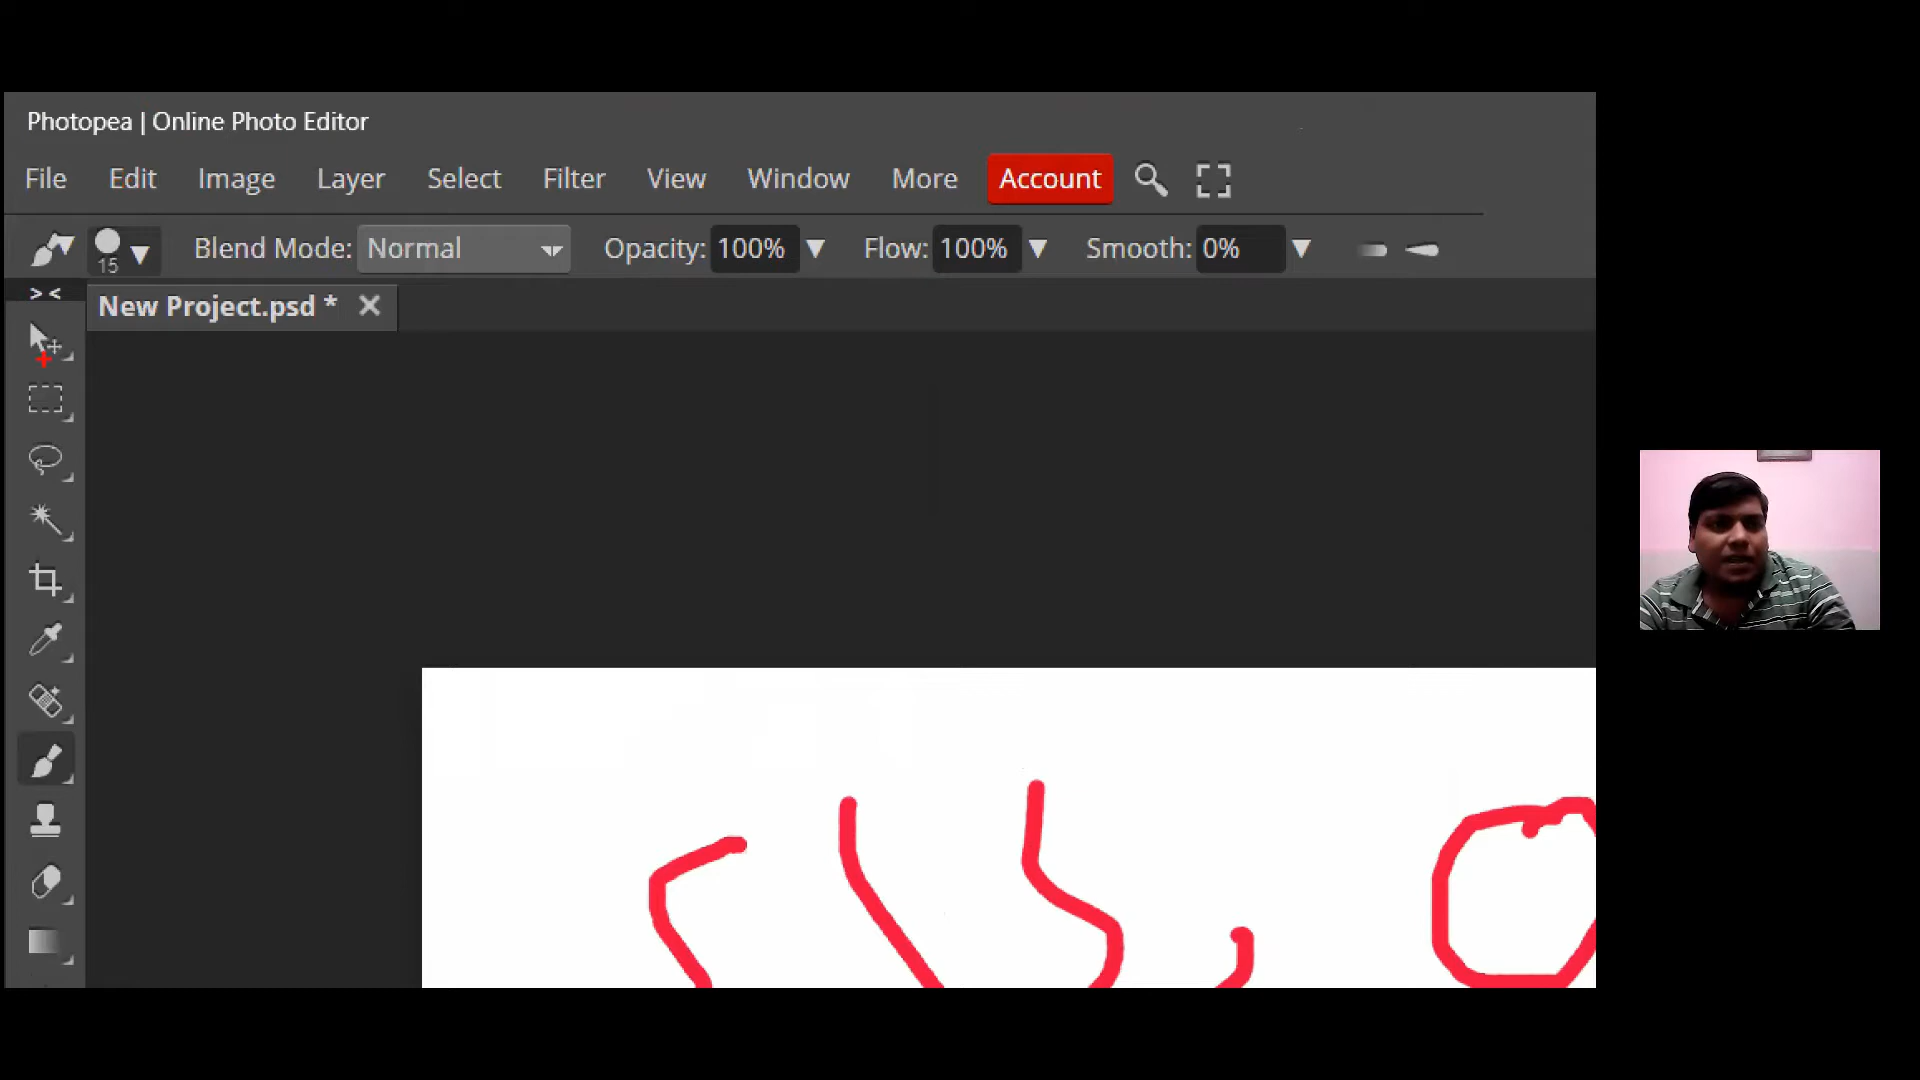 Photopea | Online Photo Editor
File Edit Image Layer Select Filter View Window More Account
15 Blend Mode: Normal Opacity: 100% Flow: 100% Smooth: 0%
New Project.psd *